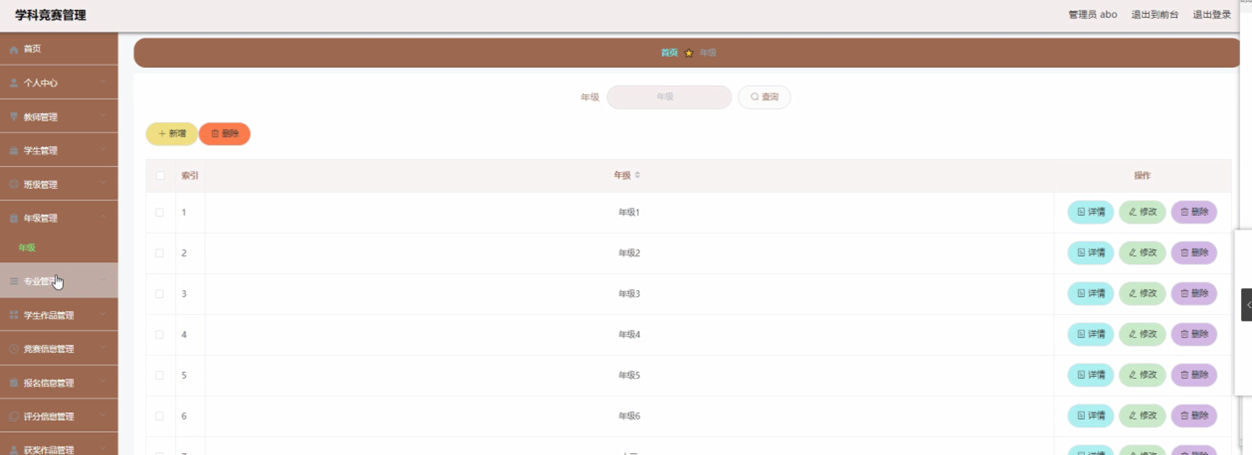 学科竞赛管理
管理员 abo 退出到前台 退出登录
首页
个人中心
教师管理
学生管理
班级管理
年级管理
年级
专业管理
学生作品管理
竞赛信息管理
报名信息管理
评分信息管理
获奖作品管理
首页 年级
年级 年级 查询
新增 删除
索引 年级 操作
1 年级1 详情 修改 删除
2 年级2 详情 修改 删除
3 年级3 详情 修改 删除
4 年级4 详情 修改 删除
5 年级5 详情 修改 删除
6 年级6 详情 修改 删除